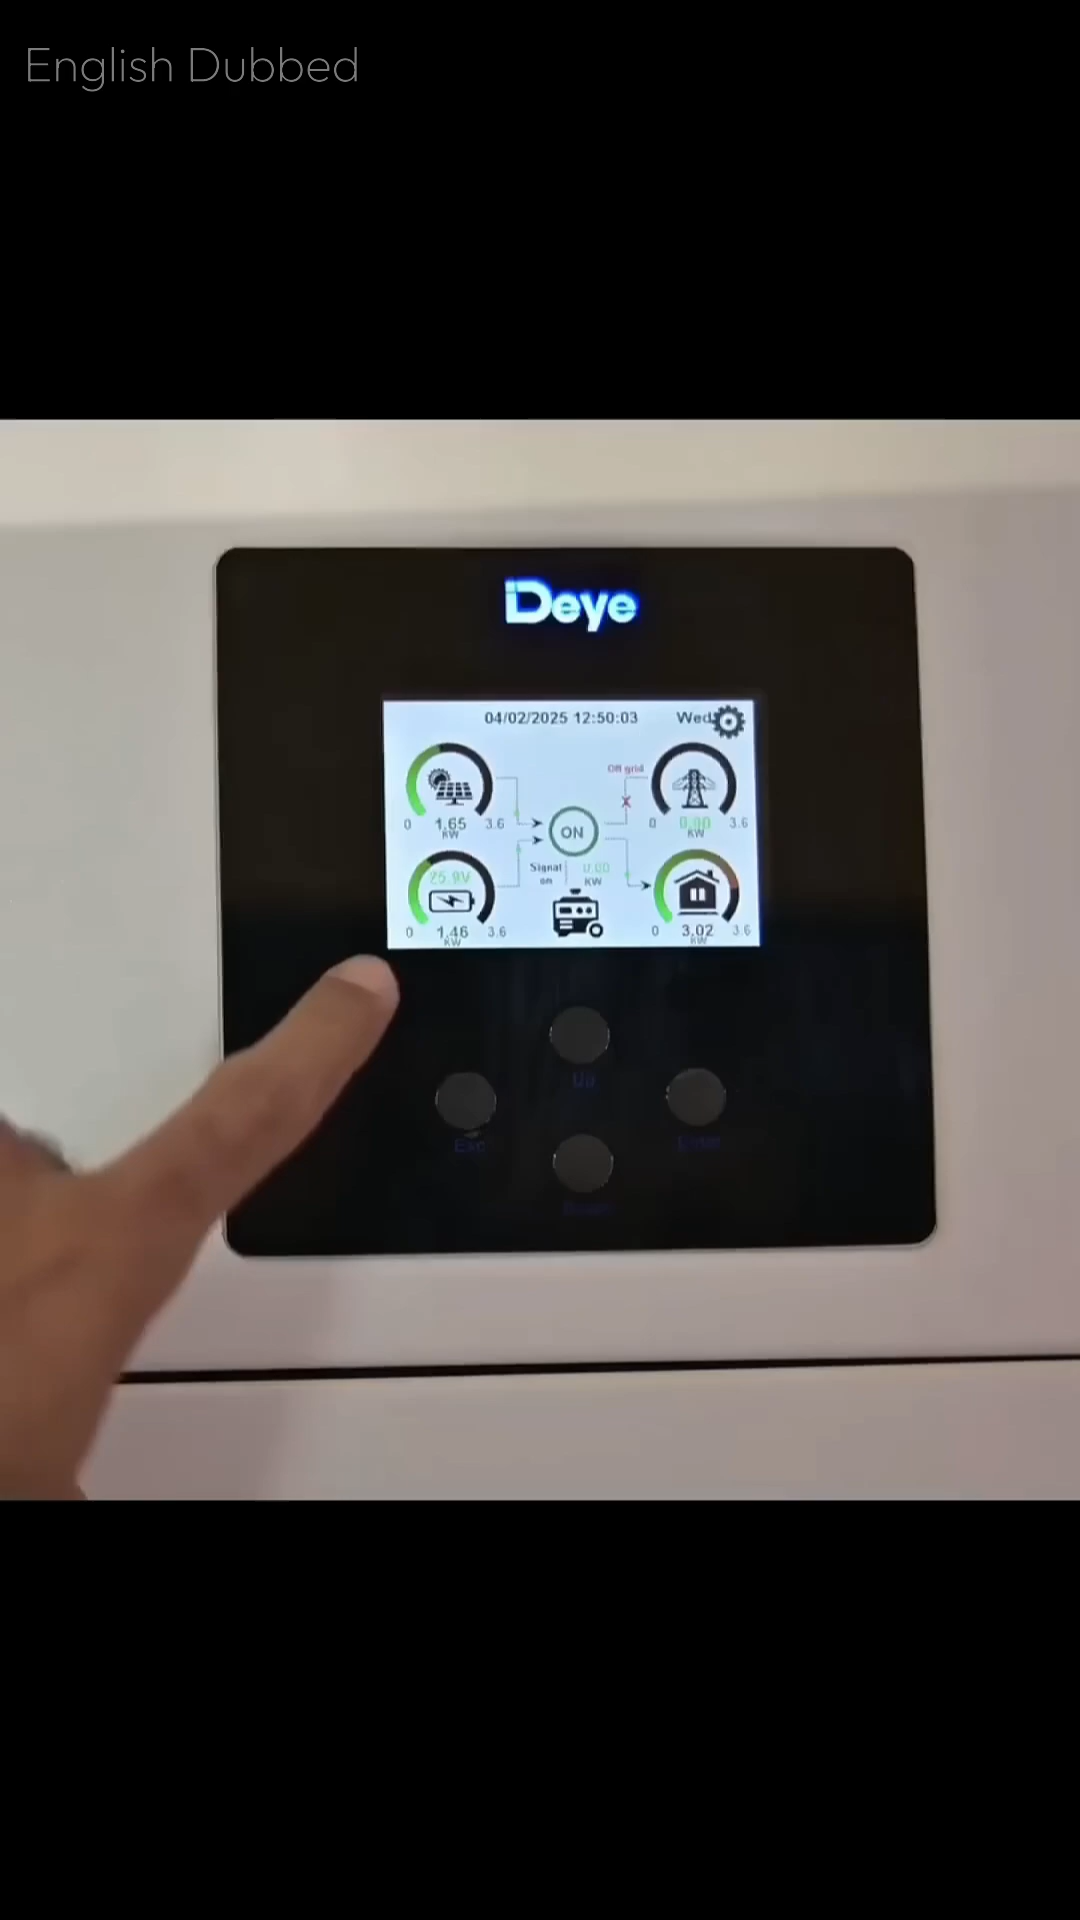 English Dubbed
Deye
04/02/2025 12:50:03 Wed
Off grid
0 1.65 3.6
KW
0 0.00 3.6
KW
ON
X
25.9V
Signal
on
0.00
KW
0 1.46 3.6
KW
0 3.02 3.6
KW
Up
Esc
Enter